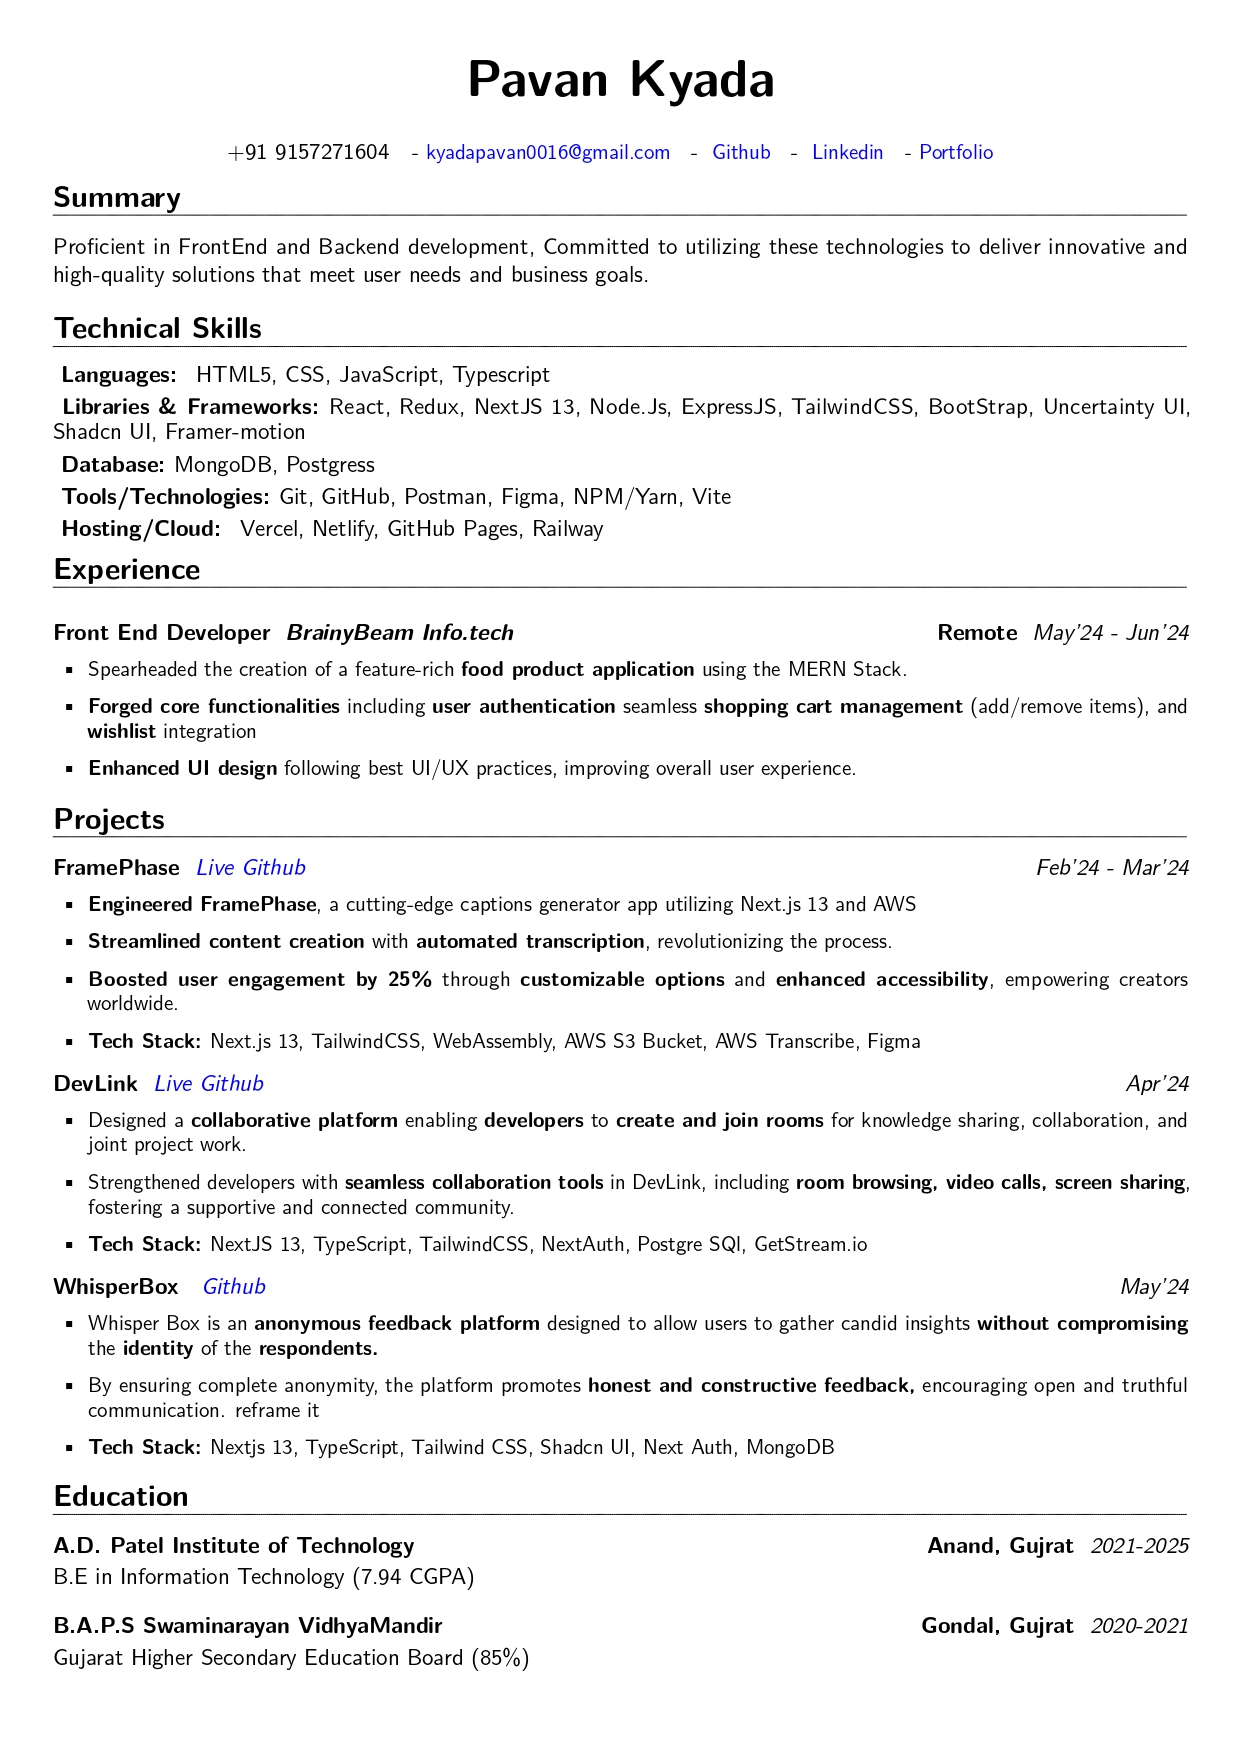 Pavan Kyada
+91 9157271604 - kyadapavan0016@gmail.com - Github - Linkedin - Portfolio
Summary
Proficient in FrontEnd and Backend development, Committed to utilizing these technologies to deliver innovative and
high-quality solutions that meet user needs and business goals.
Technical Skills
Languages: HTML5, CSS, JavaScript, Typescript
Libraries & Frameworks: React, Redux, NextJS 13, Node.Js, ExpressJS, TailwindCSS, BootStrap, Uncertainty UI,
Shadcn UI, Framer-motion
Database: MongoDB, Postgress
Tools/Technologies: Git, GitHub, Postman, Figma, NPM/Yarn, Vite
Hosting/Cloud: Vercel, Netlify, GitHub Pages, Railway
Experience
Front End Developer BrainyBeam Info.tech Remote May'24 - Jun'24
▪ Spearheaded the creation of a feature-rich food product application using the MERN Stack.
▪ Forged core functionalities including user authentication seamless shopping cart management (add/remove items), and
wishlist integration
▪ Enhanced UI design following best UI/UX practices, improving overall user experience.
Projects
FramePhase Live Github Feb'24 - Mar'24
▪ Engineered FramePhase, a cutting-edge captions generator app utilizing Next.js 13 and AWS
▪ Streamlined content creation with automated transcription, revolutionizing the process.
▪ Boosted user engagement by 25% through customizable options and enhanced accessibility, empowering creators
worldwide.
▪ Tech Stack: Next.js 13, TailwindCSS, WebAssembly, AWS S3 Bucket, AWS Transcribe, Figma
DevLink Live Github Apr'24
▪ Designed a collaborative platform enabling developers to create and join rooms for knowledge sharing, collaboration, and
joint project work.
▪ Strengthened developers with seamless collaboration tools in DevLink, including room browsing, video calls, screen sharing,
fostering a supportive and connected community.
▪ Tech Stack: NextJS 13, TypeScript, TailwindCSS, NextAuth, Postgre SQl, GetStream.io
WhisperBox Github May'24
▪ Whisper Box is an anonymous feedback platform designed to allow users to gather candid insights without compromising
the identity of the respondents.
▪ By ensuring complete anonymity, the platform promotes honest and constructive feedback, encouraging open and truthful
communication. reframe it
▪ Tech Stack: Nextjs 13, TypeScript, Tailwind CSS, Shadcn UI, Next Auth, MongoDB
Education
A.D. Patel Institute of Technology Anand, Gujrat 2021-2025
B.E in Information Technology (7.94 CGPA)
B.A.P.S Swaminarayan VidhyaMandir Gondal, Gujrat 2020-2021
Gujarat Higher Secondary Education Board (85%)